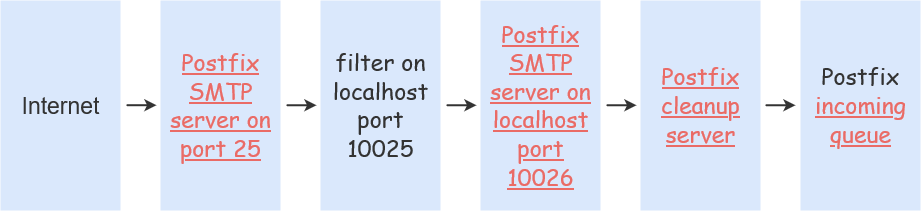 Internet
Postfix
SMTP
server on
port 25
filter on
localhost
port
10025
Postfix
SMTP
server on
localhost
port
10026
Postfix
cleanup
server
Postfix
incoming
queue